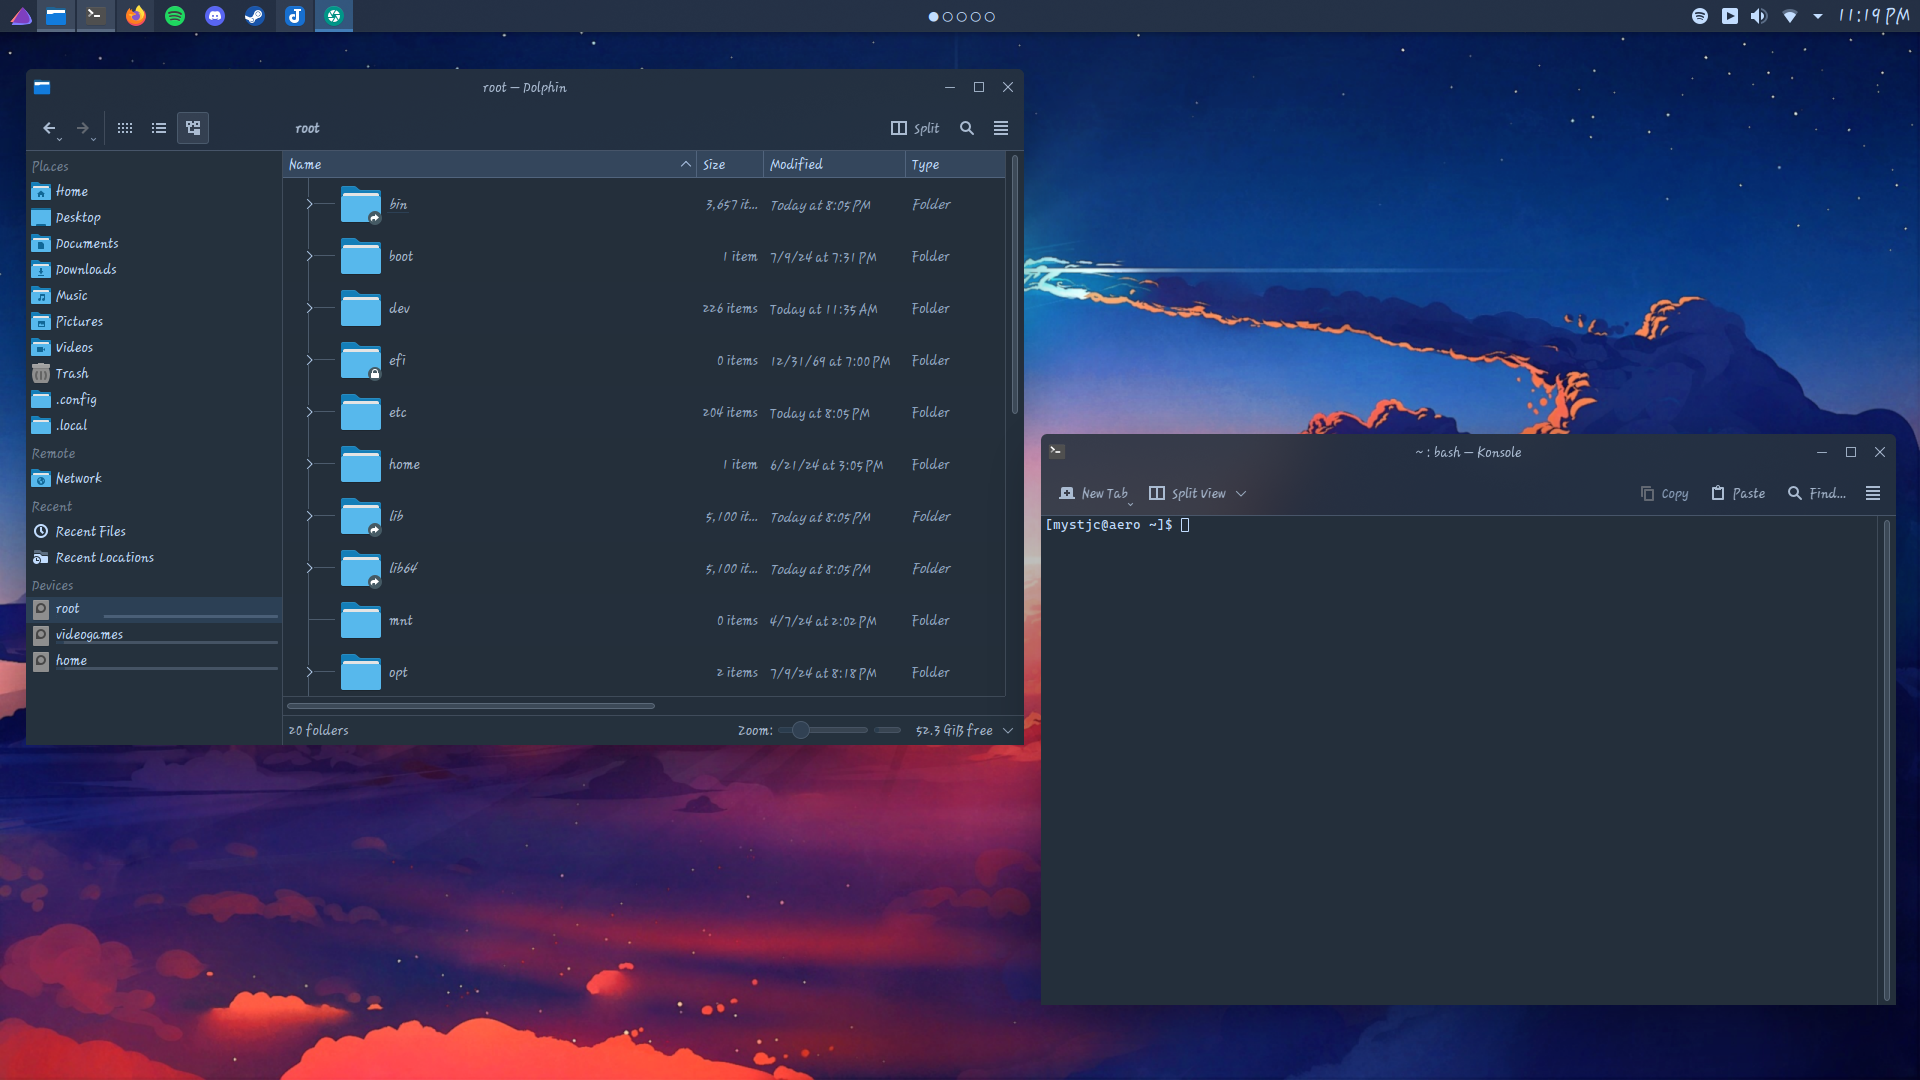 11:19 PM
root — Dolphin
root
Split
Places
Home
Desktop
Documents
Downloads
Music
Pictures
Videos
Trash
.config
.local
Remote
Network
Recent
Recent Files
Recent Locations
Devices
root
videogames
home
Name Size Modified Type
bin 3,657 it... Today at 8:05 PM Folder
boot 1 item 7/9/24 at 7:31 PM Folder
dev 226 items Today at 11:35 AM Folder
efi 0 items 12/31/69 at 7:00 PM Folder
etc 204 items Today at 8:05 PM Folder
home 1 item 6/21/24 at 3:05 PM Folder
lib 5,100 it... Today at 8:05 PM Folder
lib64 5,100 it... Today at 8:05 PM Folder
mnt 0 items 4/7/24 at 2:02 PM Folder
opt 2 items 7/9/24 at 8:18 PM Folder
20 folders Zoom: 52.3 GiB free
~ : bash — Konsole
New Tab Split View Copy Paste Find...
[mystjc@aero ~]$